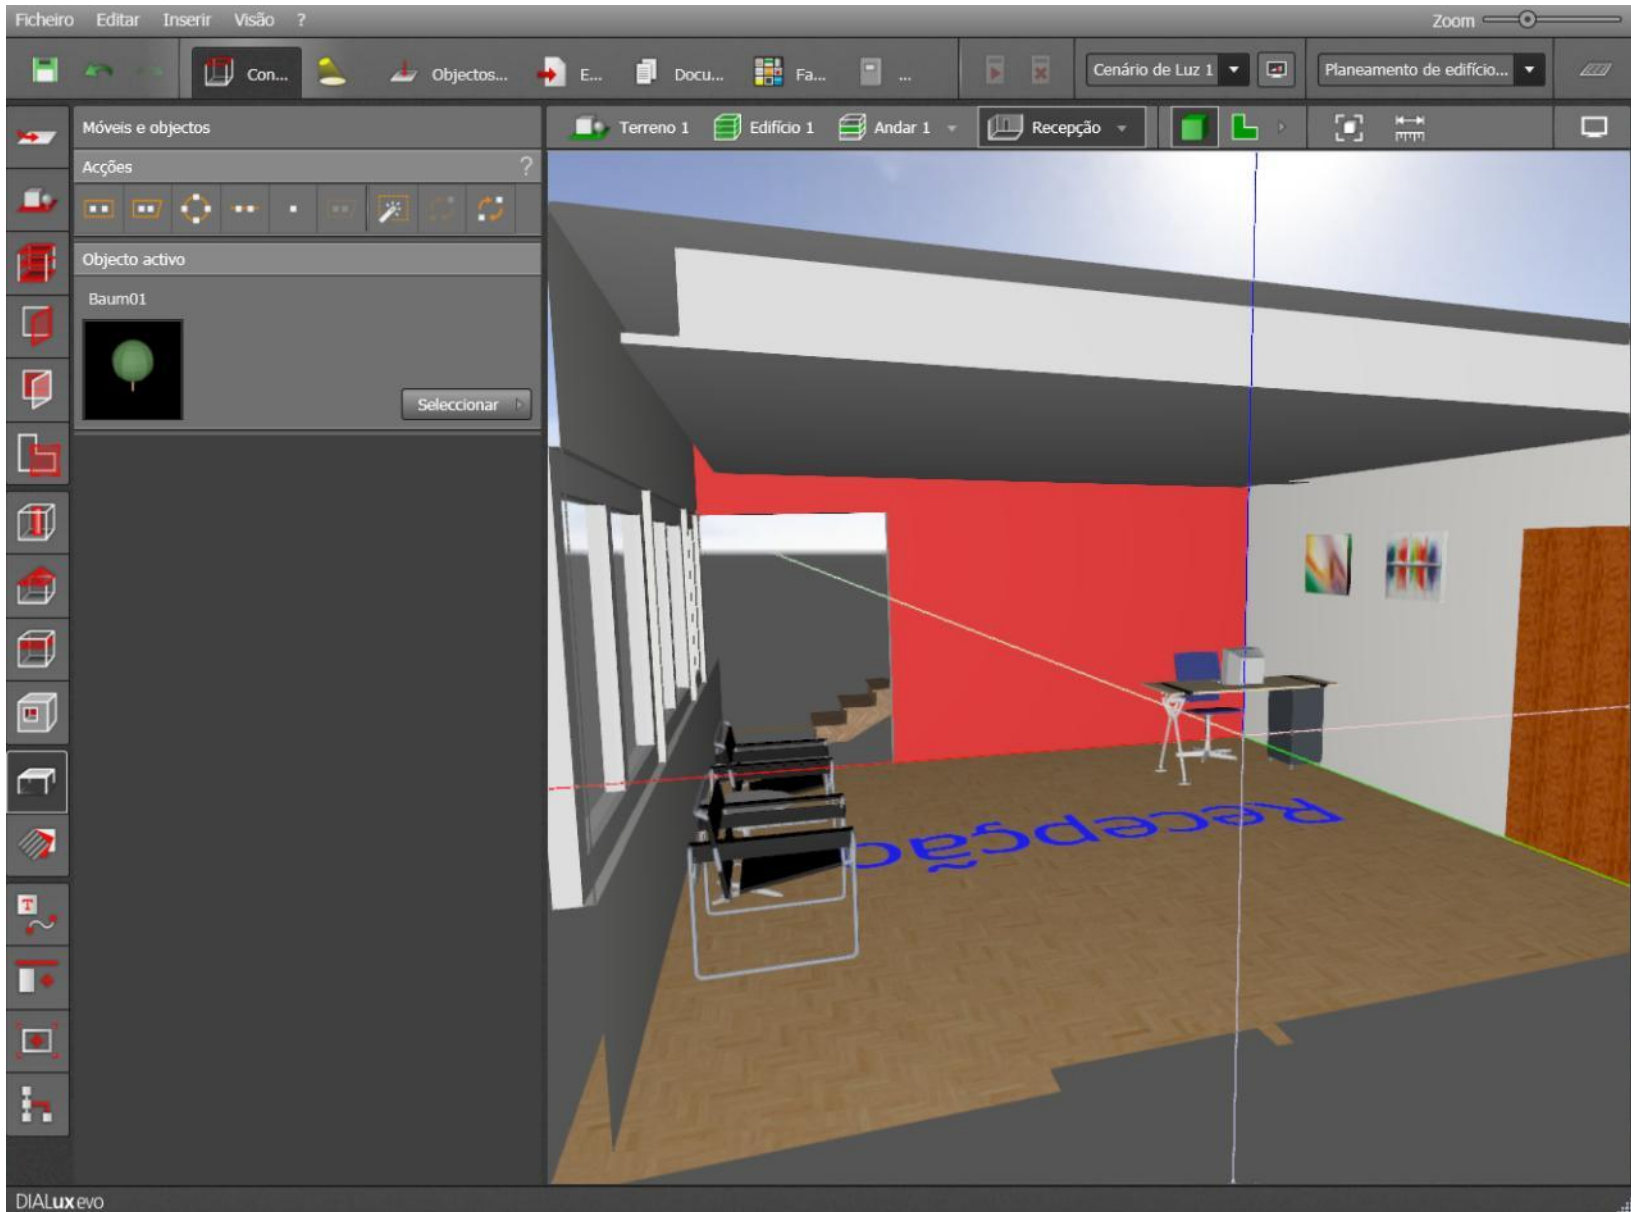 Ficheiro Editar Inserir Visão ? Zoom
Con... Objectos... E... Docu... Fa... ... Cenário de Luz 1 Planeamento de edifício...
Móveis e objectos
Terreno 1 Edifício 1 Andar 1 Recepção
Acções ?
Objecto activo
Baum01
Seleccionar
Recepção
T
DIALux evo